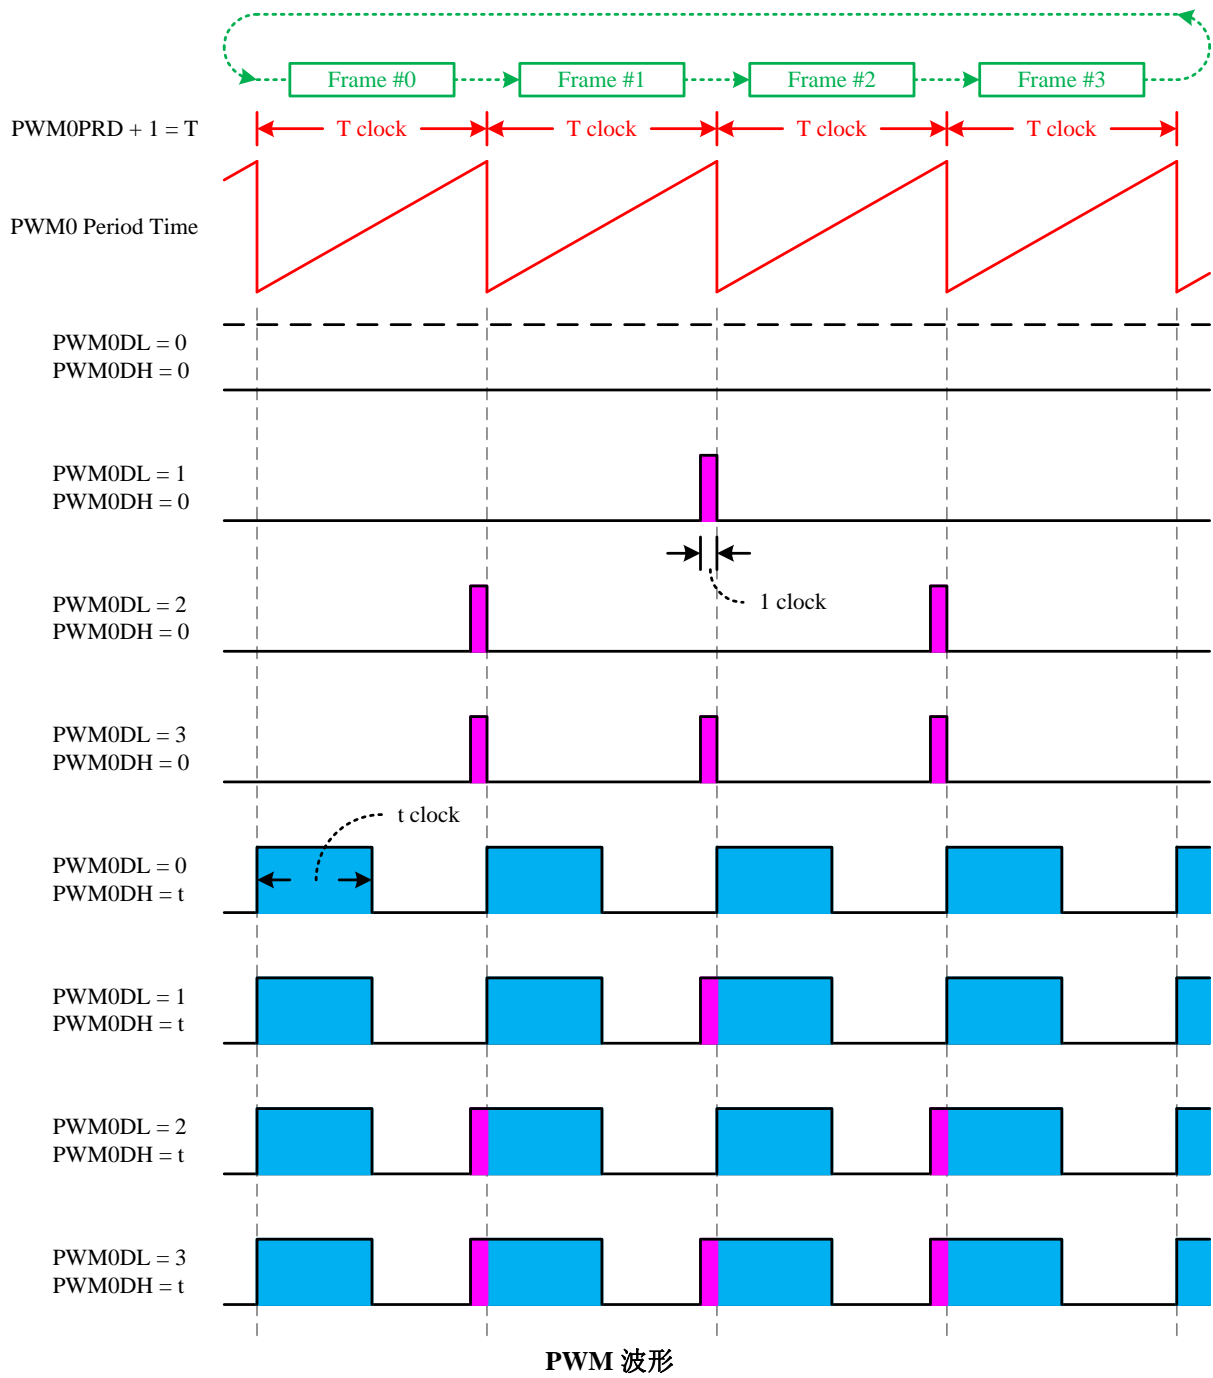 Frame #0 Frame #1 Frame #2 Frame #3
PWM0PRD + 1 = T T clock T clock T clock T clock
PWM0 Period Time
PWM0DL = 0
PWM0DH = 0
PWM0DL = 1
PWM0DH = 0
1 clock
PWM0DL = 2
PWM0DH = 0
PWM0DL = 3
PWM0DH = 0
t clock
PWM0DL = 0
PWM0DH = t
PWM0DL = 1
PWM0DH = t
PWM0DL = 2
PWM0DH = t
PWM0DL = 3
PWM0DH = t
PWM 波形